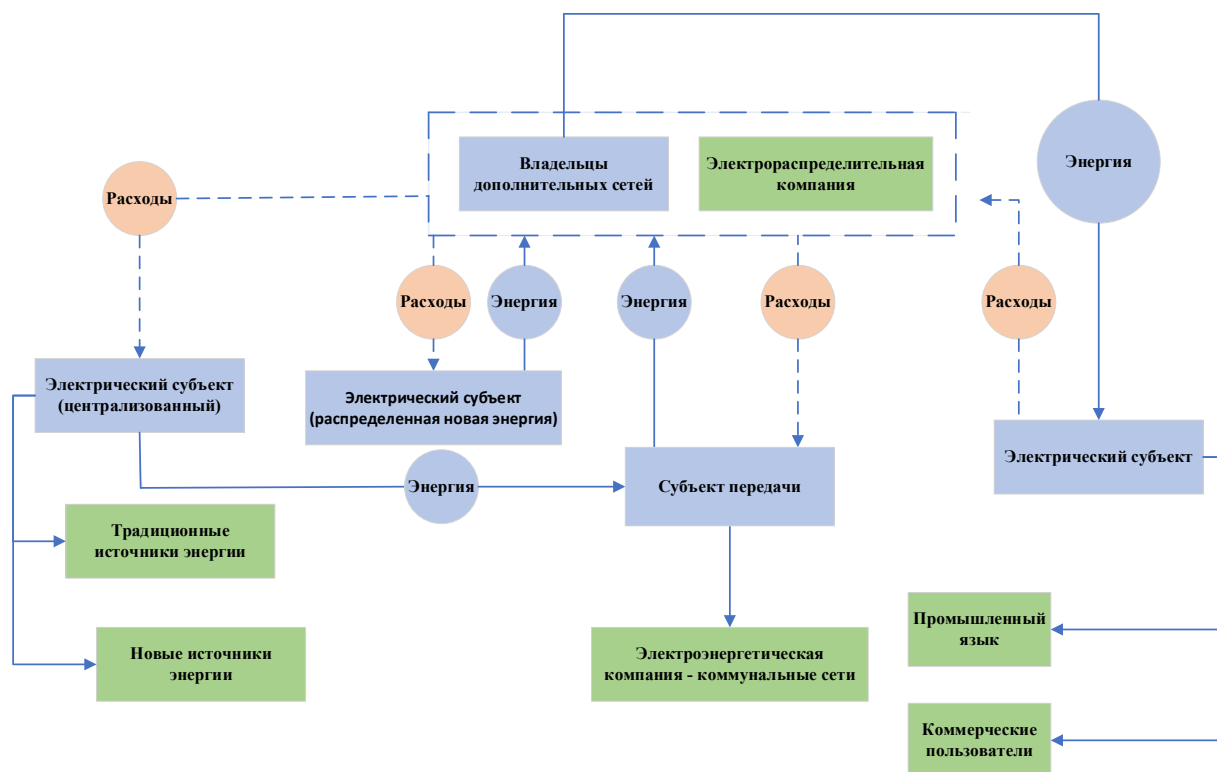 Владельцы
дополнительных сетей
Электрораспределительная
компания
Энергия
Расходы
Расходы
Энергия
Энергия
Расходы
Расходы
Электрический субъект
(централизованный)
Электрический субъект
(распределенная новая энергия)
Электрический субъект
Энергия
Субъект передачи
Традиционные
источники энергии
Промышленный
язык
Новые источники
энергии
Электроэнергетическая
компания - коммунальные сети
Коммерческие
пользователи